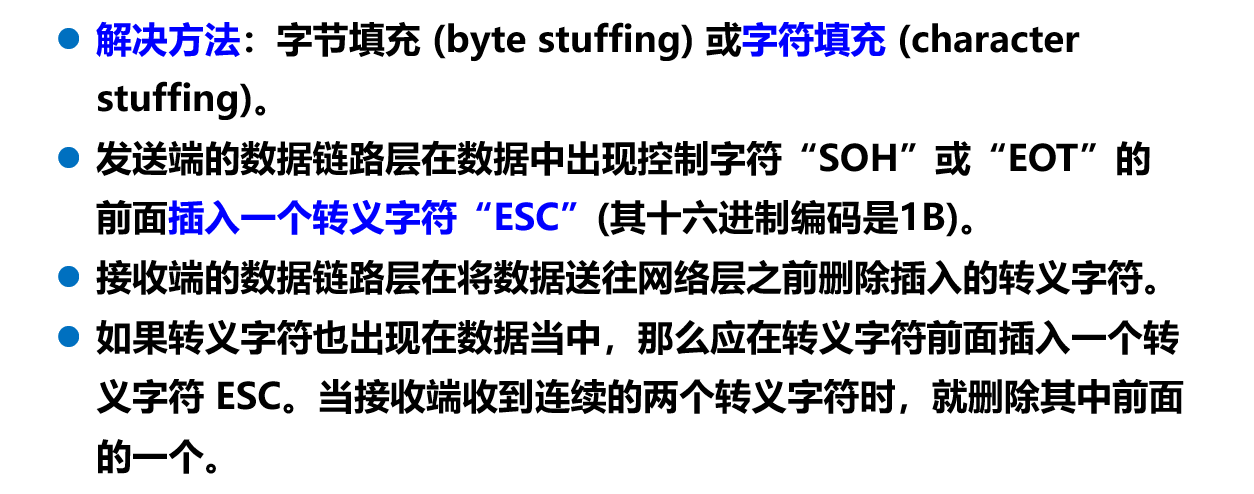 ● 解决方法：字节填充 (byte stuffing) 或字符填充 (character
stuffing)。
● 发送端的数据链路层在数据中出现控制字符“SOH”或“EOT”的
前面插入一个转义字符“ESC”(其十六进制编码是1B)。
● 接收端的数据链路层在将数据送往网络层之前删除插入的转义字符。
● 如果转义字符也出现在数据当中，那么应在转义字符前面插入一个转
义字符 ESC。当接收端收到连续的两个转义字符时，就删除其中前面
的一个。